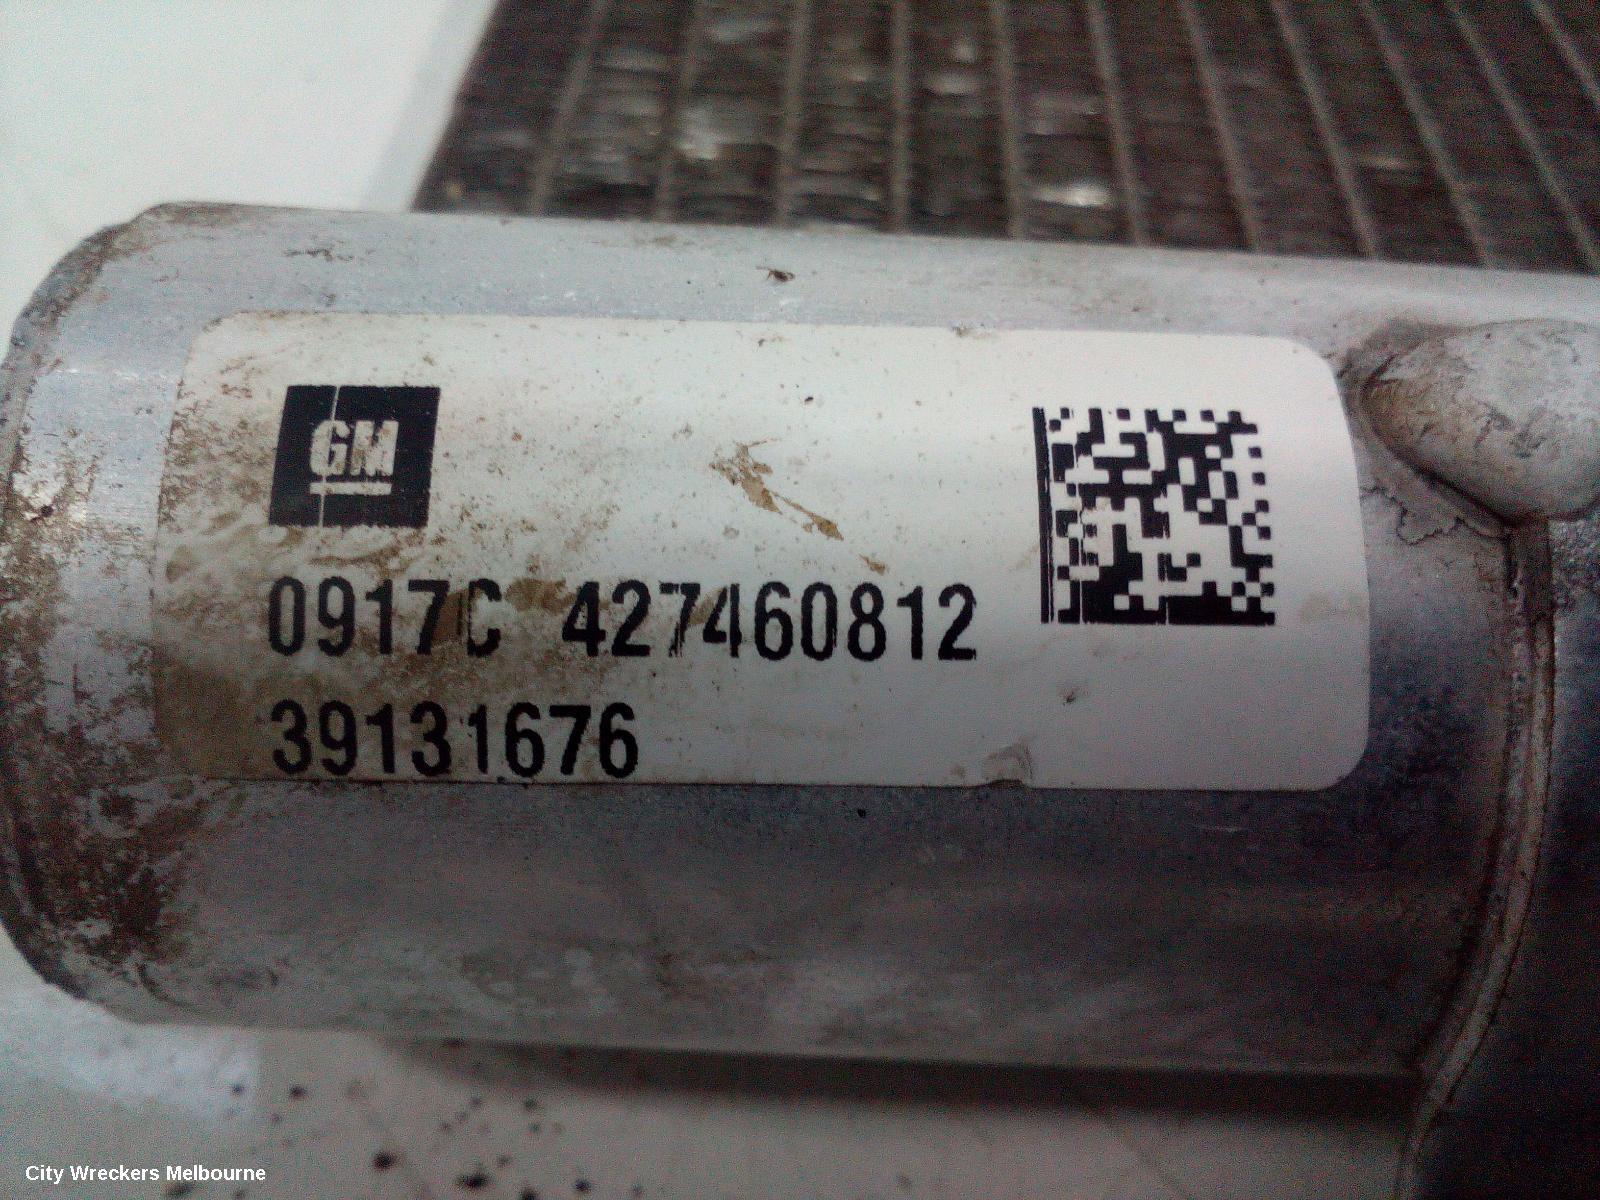 GM
0917C 427460812
39131676
City Wreckers Melbourne